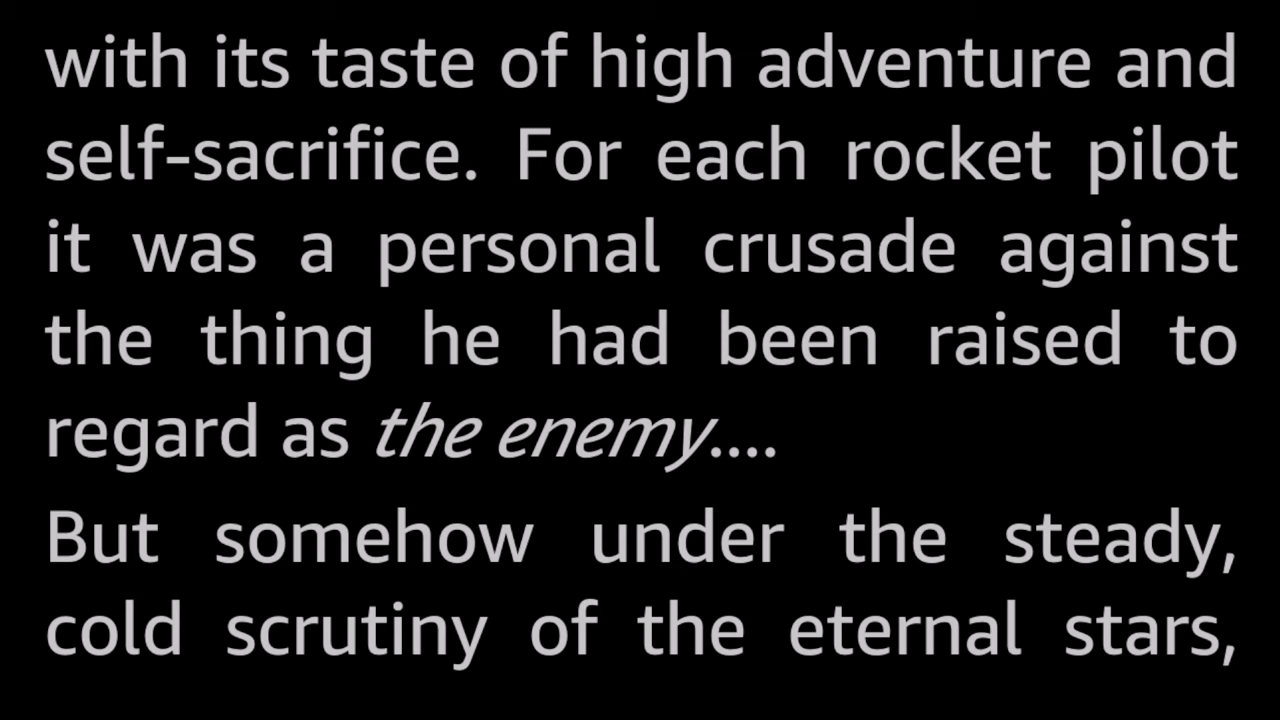 with its taste of high adventure and
self-sacrifice. For each rocket pilot
it was a personal crusade against
the thing he had been raised to
regard as the enemy....
But somehow under the steady,
cold scrutiny of the eternal stars,